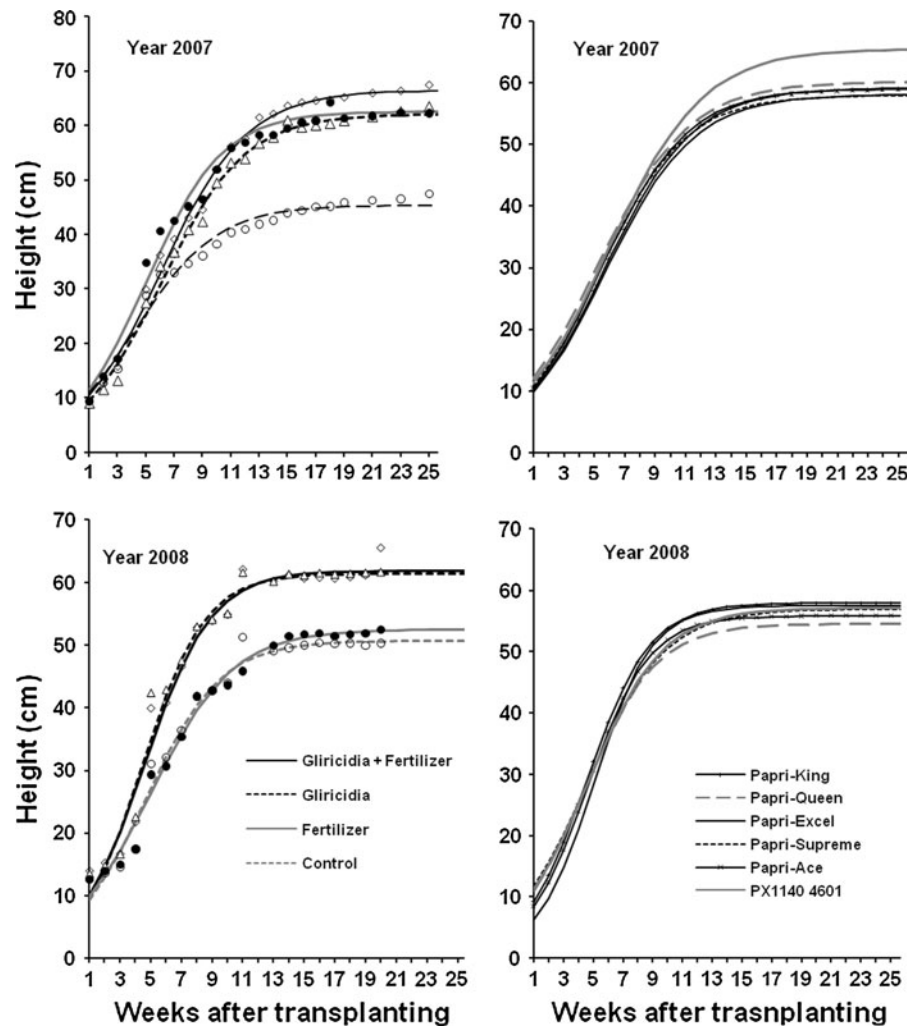 Year 2007
Height (cm)
80
70
60
50
40
30
20
10
0
1 3 5 7 9 11 13 15 17 19 21 23 25
Year 2007
70
60
50
40
30
20
10
0
1 3 5 7 9 11 13 15 17 19 21 23 25
Year 2008
Height (cm)
70
60
50
40
30
20
10
0
Gliricidia + Fertilizer
Gliricidia
Fertilizer
Control
1 3 5 7 9 11 13 15 17 19 21 23 25
Weeks after transplanting
Year 2008
70
60
50
40
30
20
10
0
Papri-King
Papri-Queen
Papri-Excel
Papri-Supreme
Papri-Ace
PX1140 4601
1 3 5 7 9 11 13 15 17 19 21 23 25
Weeks after trasnplanting